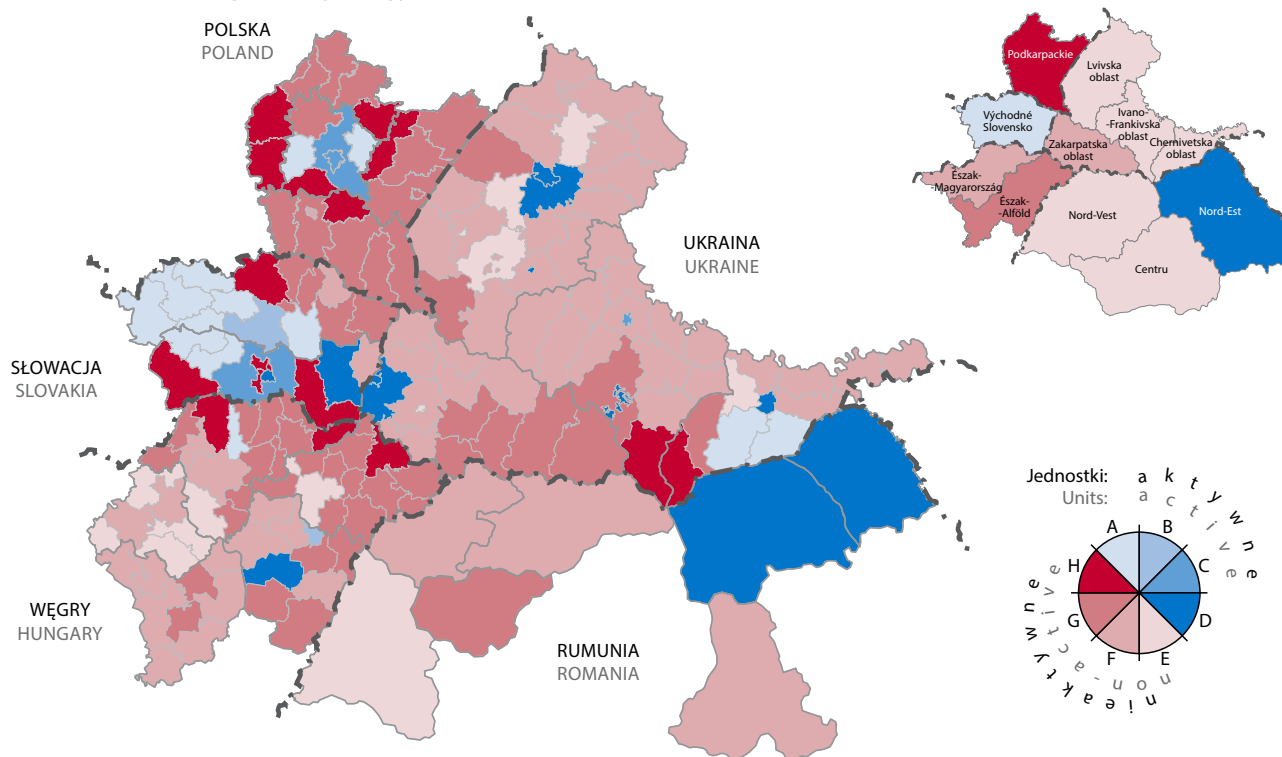 POLSKA
POLAND
UKRAINA
UKRAINE
SŁOWACJA
SLOVAKIA
WĘGRY
HUNGARY
RUMUNIA
ROMANIA
Podkarpackie
Lvivska
oblast
Východné
Slovensko
Ivano-
-Frankivska
oblast
Zakarpatska
oblast
Chernivetska
oblast
Észak-
-Magyarország
Észak-
-Alföld
Nord-Vest
Nord-Est
Centru
Jednostki: aktywne
Units: active
A
B
C
D
E
F
G
H
nieaktywne
non-active